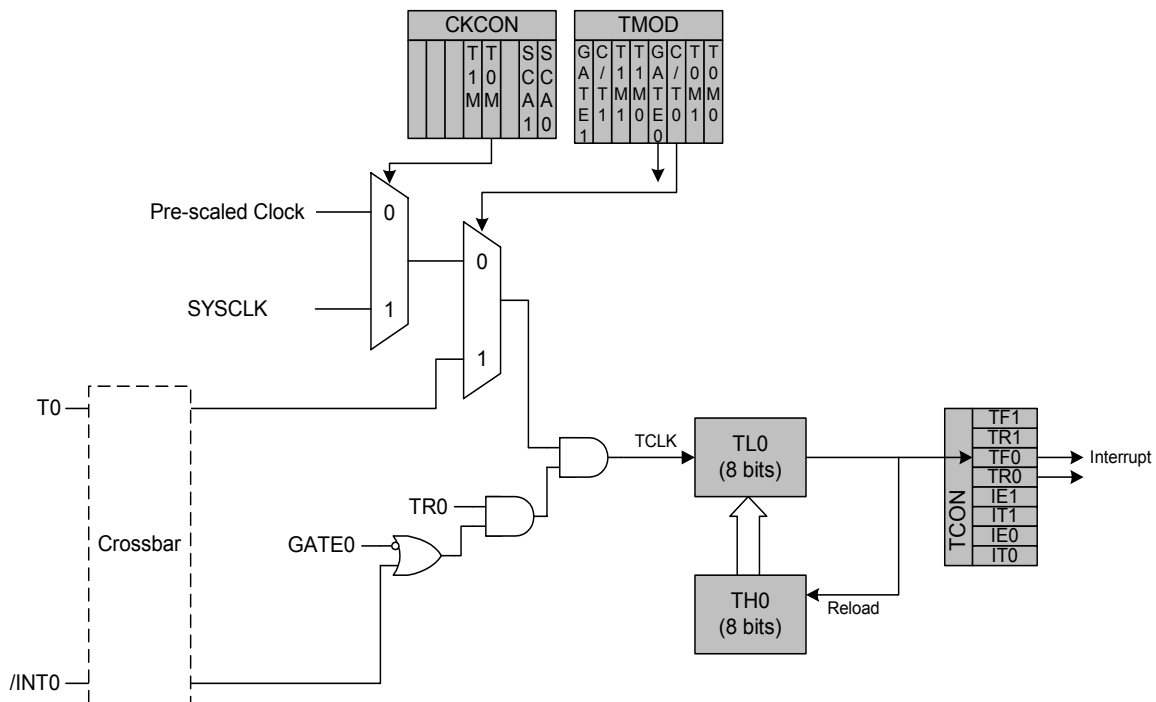 CKCON
T1M
T0M
SCA1
SCA0
TMOD
GATE1
C/T1
T1M1
T1M0
GATE0
C/T0
T0M1
T0M0
Pre-scaled Clock
0
SYSCLK
1
0
1
T0
Crossbar
/INT0
TR0
GATE0
TCLK
TL0
(8 bits)
TH0
(8 bits)
Reload
TCON
TF1
TR1
TF0
TR0
IE1
IT1
IE0
IT0
Interrupt